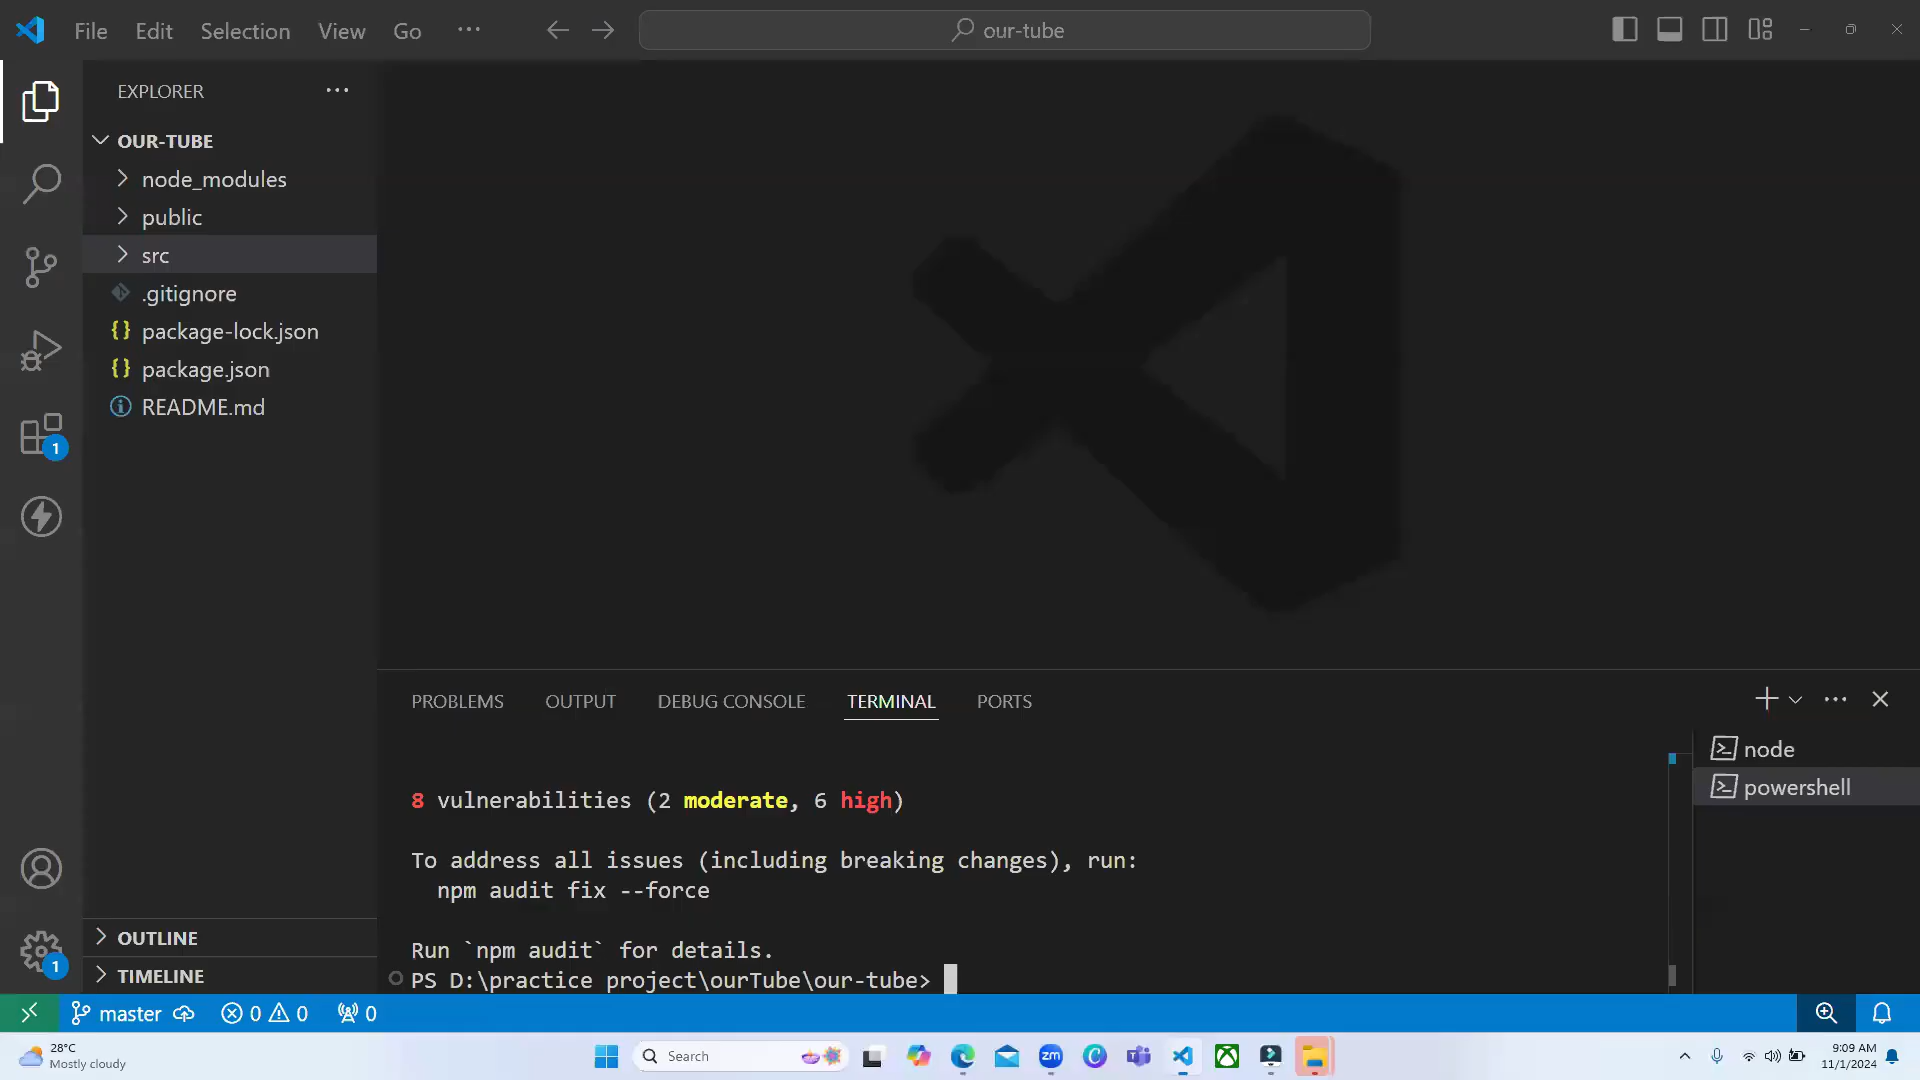 File Edit Selection View Go ···
our-tube
EXPLORER
OUR-TUBE
node_modules
public
src
.gitignore
{} package-lock.json
{} package.json
README.md
1
1
OUTLINE
TIMELINE
PROBLEMS OUTPUT DEBUG CONSOLE TERMINAL PORTS
node
powershell
8 vulnerabilities (2 moderate, 6 high)
To address all issues (including breaking changes), run:
npm audit fix --force
Run `npm audit` for details.
PS D:\practice project\ourTube\our-tube>
master 0 0 0
28°C
Mostly cloudy
Search
zm
9:09 AM
11/1/2024